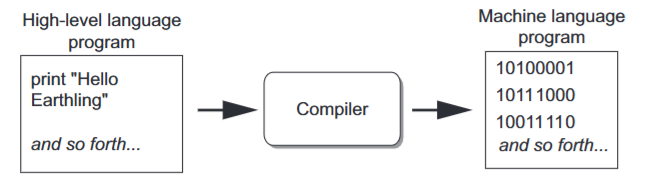 High-level language
program
print "Hello
Earthling"
and so forth...
Compiler
Machine language
program
10100001
10111000
10011110
and so forth...